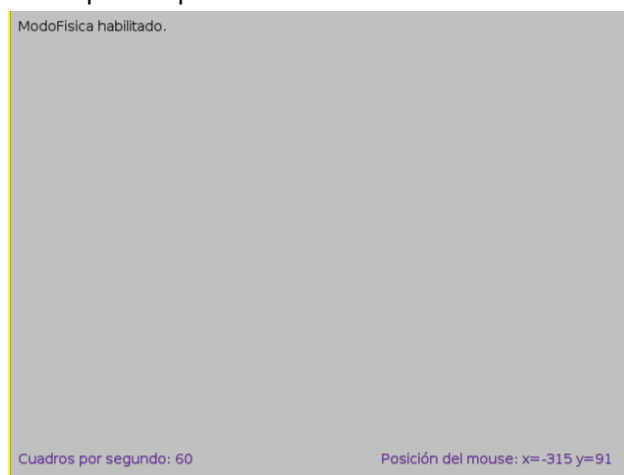 ModoFisica habilitado.
Cuadros por segundo: 60
Posición del mouse: x=-315 y=91